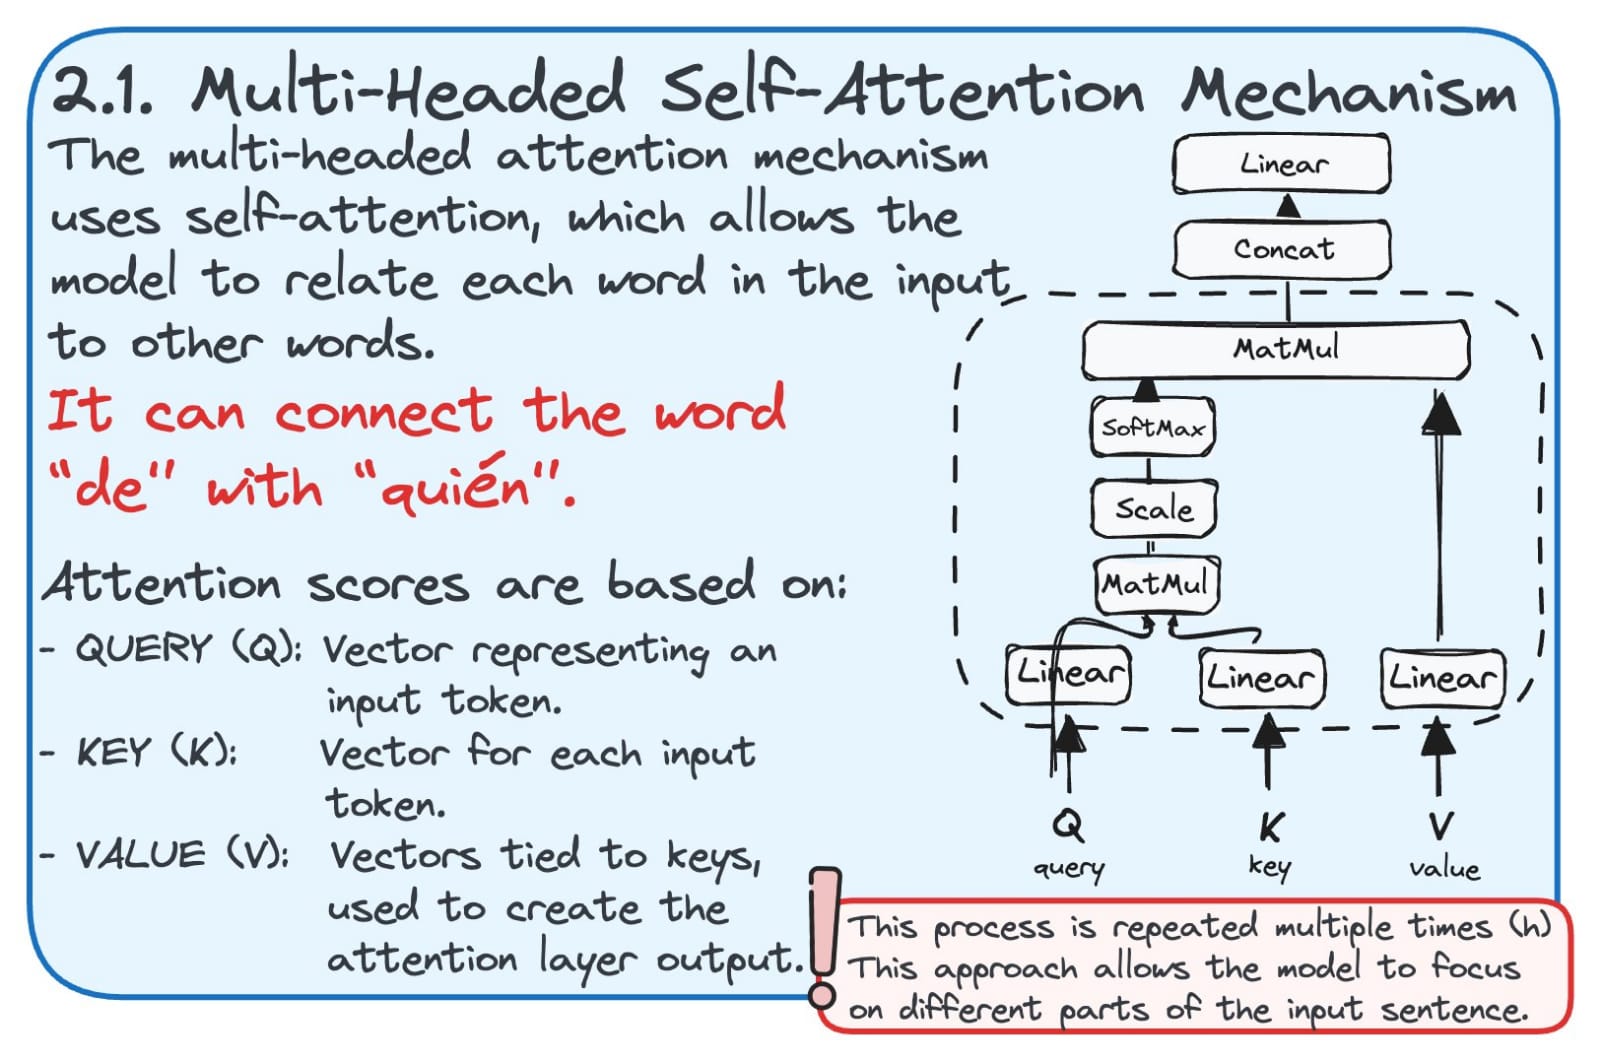 2.1. Multi-Headed Self-Attention Mechanism
The multi-headed attention mechanism
uses self-attention, which allows the
model to relate each word in the input
to other words.
It can connect the word
"de" with "quién".
Attention scores are based on:
- QUERY (Q): Vector representing an
input token.
- KEY (K): Vector for each input
token.
- VALUE (V): Vectors tied to keys,
used to create the
attention layer output.
Linear
Concat
MatMul
SoftMax
Scale
MatMul
Linear
Linear
Linear
Q
K
V
query
key
value
This process is repeated multiple times (h)
This approach allows the model to focus
on different parts of the input sentence.